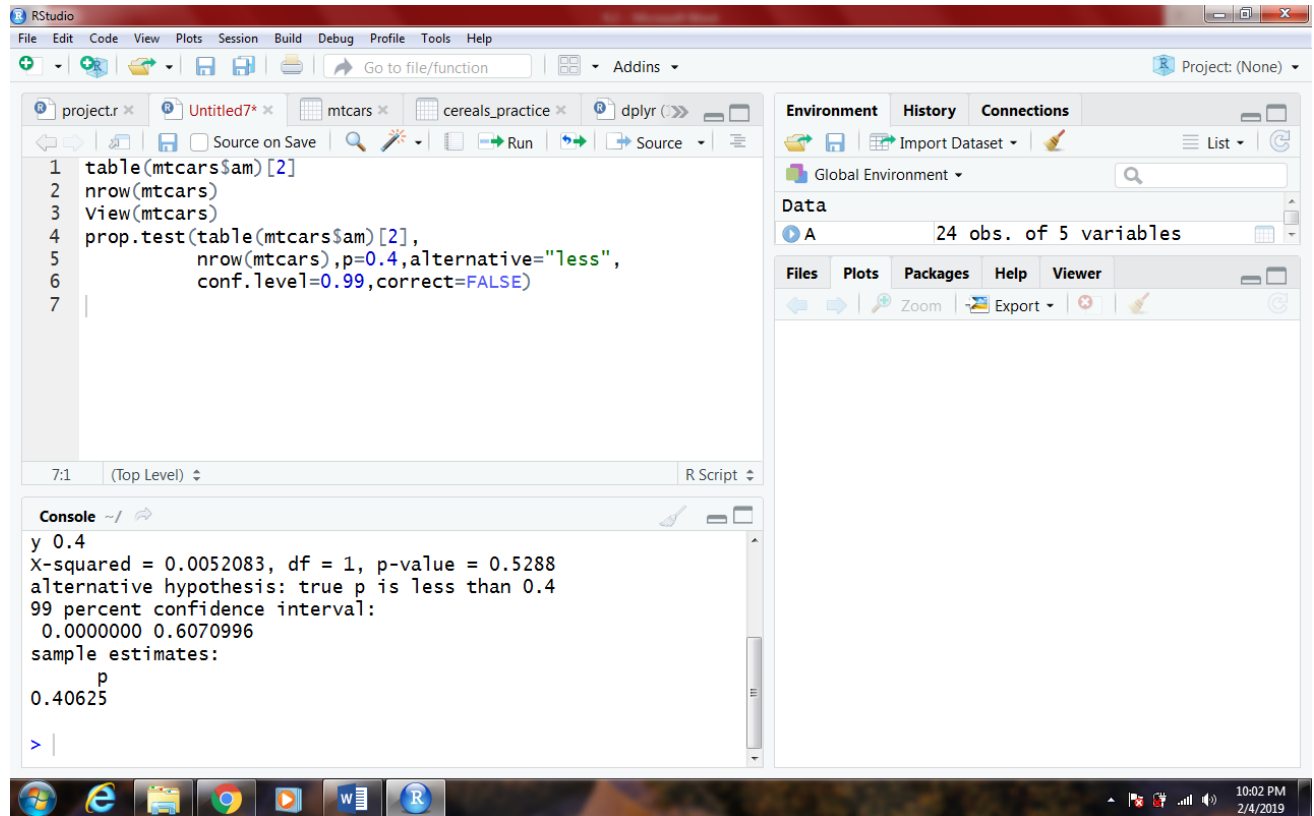 RStudio
File Edit Code View Plots Session Build Debug Profile Tools Help
Go to file/function Addins Project: (None)
project.r Untitled7* mtcars cereals_practice dplyr
Source on Save Run Source
1 table(mtcars$am)[2]
2 nrow(mtcars)
3 View(mtcars)
4 prop.test(table(mtcars$am)[2],
5 nrow(mtcars),p=0.4,alternative="less",
6 conf.level=0.99,correct=FALSE)
7
7:1 (Top Level) R Script
Console ~/
y 0.4
X-squared = 0.0052083, df = 1, p-value = 0.5288
alternative hypothesis: true p is less than 0.4
99 percent confidence interval:
0.0000000 0.6070996
sample estimates:
p
0.40625
>
Environment History Connections
Import Dataset List
Global Environment
Data
A 24 obs. of 5 variables
Files Plots Packages Help Viewer
Zoom Export
10:02 PM
2/4/2019